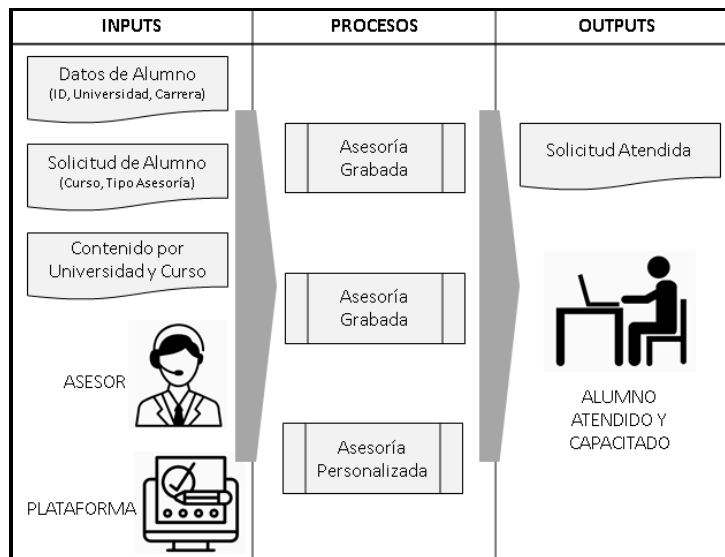 INPUTS
PROCESOS
OUTPUTS
Datos de Alumno
(ID, Universidad, Carrera)
Solicitud de Alumno
(Curso, Tipo Asesoría)
Contenido por
Universidad y Curso
ASESOR
PLATAFORMA
Asesoría
Grabada
Asesoría
Grabada
Asesoría
Personalizada
Solicitud Atendida
ALUMNO
ATENDIDO Y
CAPACITADO